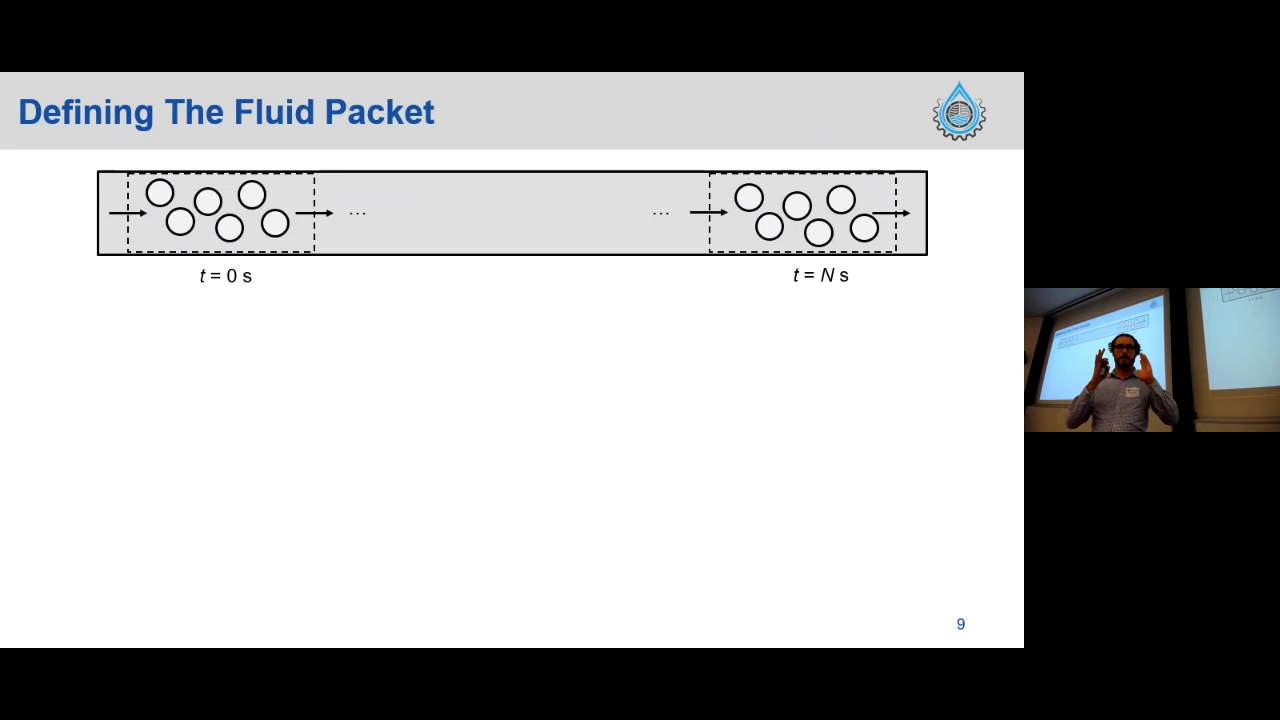 Defining The Fluid Packet
... ...
t = 0 s
t = N s
9